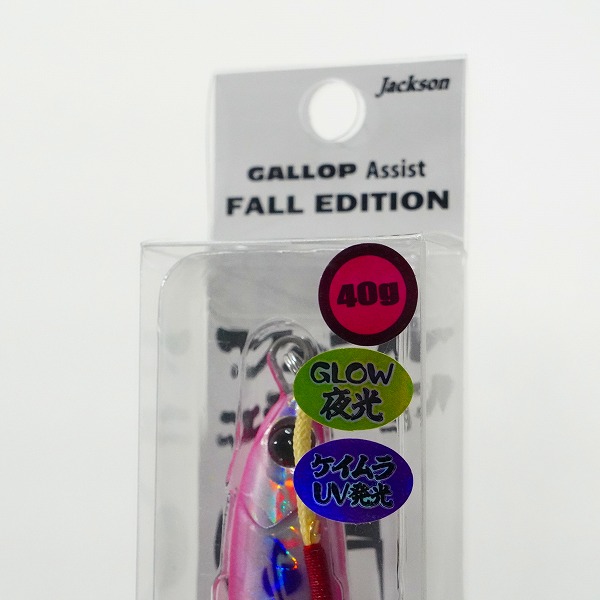 Jackson
GALLOP Assist
FALL EDITION
40g
GLOW
夜光
ケイムラ
UV発光